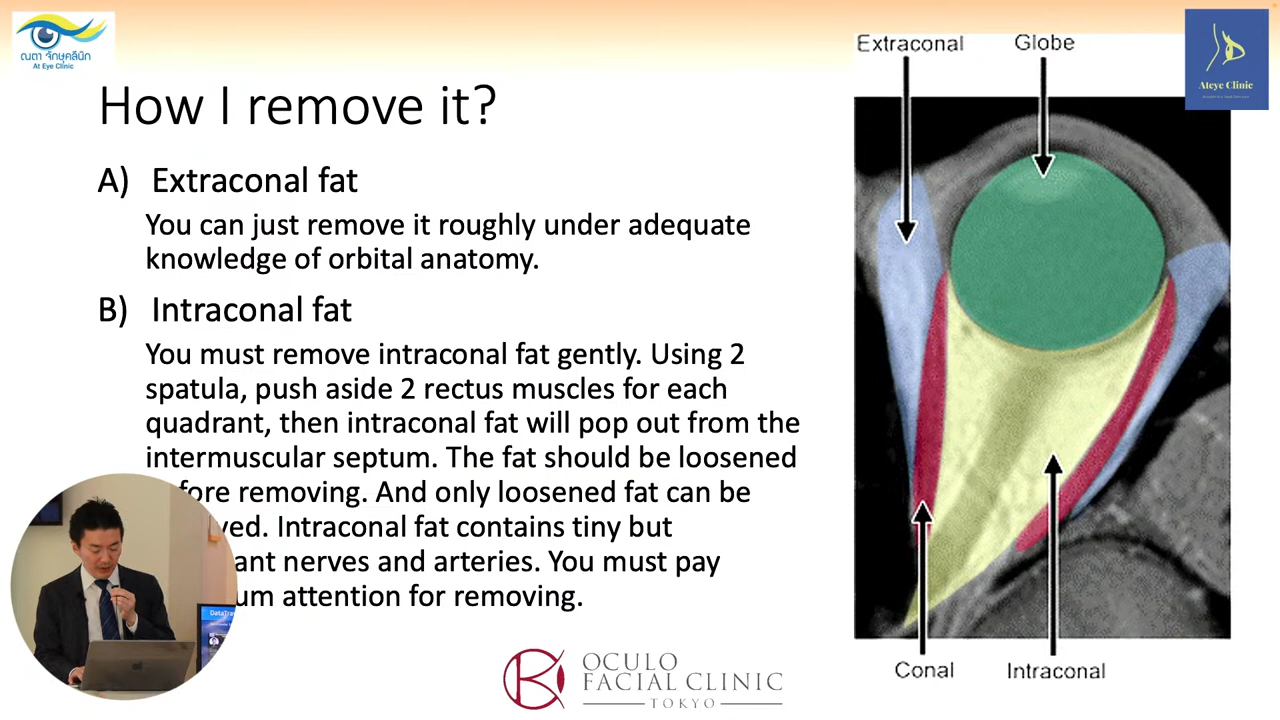 ณตา จักษุคลีนิก
At Eye Clinic
How I remove it?
A) Extraconal fat
You can just remove it roughly under adequate
knowledge of orbital anatomy.
B) Intraconal fat
You must remove intraconal fat gently. Using 2
spatula, push aside 2 rectus muscles for each
quadrant, then intraconal fat will pop out from the
intermuscular septum. The fat should be loosened
fore removing. And only loosened fat can be
ved. Intraconal fat contains tiny but
ant nerves and arteries. You must pay
um attention for removing.
DataTra
OCULO
FACIAL CLINIC
TOKYO
Extraconal
Globe
Conal
Intraconal
Ateye Clinic